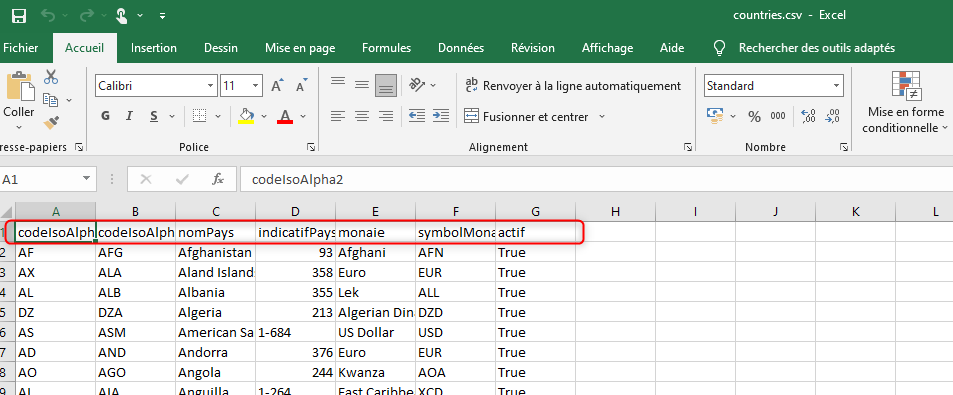 countries.csv - Excel
Fichier Accueil Insertion Dessin Mise en page Formules Données Révision Affichage Aide Rechercher des outils adaptés
Coller
Calibri 11
G I S A
Renvoyer à la ligne automatiquement
Fusionner et centrer
Standard
% 000
Mise en forme
conditionnelle
resse-papiers Police Alignement Nombre
A1 fx codeIsoAlpha2
A B C D E F G H I J K L
1 codeIsoAlph codeIsoAlph nomPays indicatifPays monaie symbolMona actif
2 AF AFG Afghanistan 93 Afghani AFN True
3 AX ALA Aland Island 358 Euro EUR True
4 AL ALB Albania 355 Lek ALL True
5 DZ DZA Algeria 213 Algerian Din DZD True
6 AS ASM American Sa 1-684 US Dollar USD True
7 AD AND Andorra 376 Euro EUR True
8 AO AGO Angola 244 Kwanza AOA True
9 AI AIA Anguilla 1-264 East Caribbe XCD True